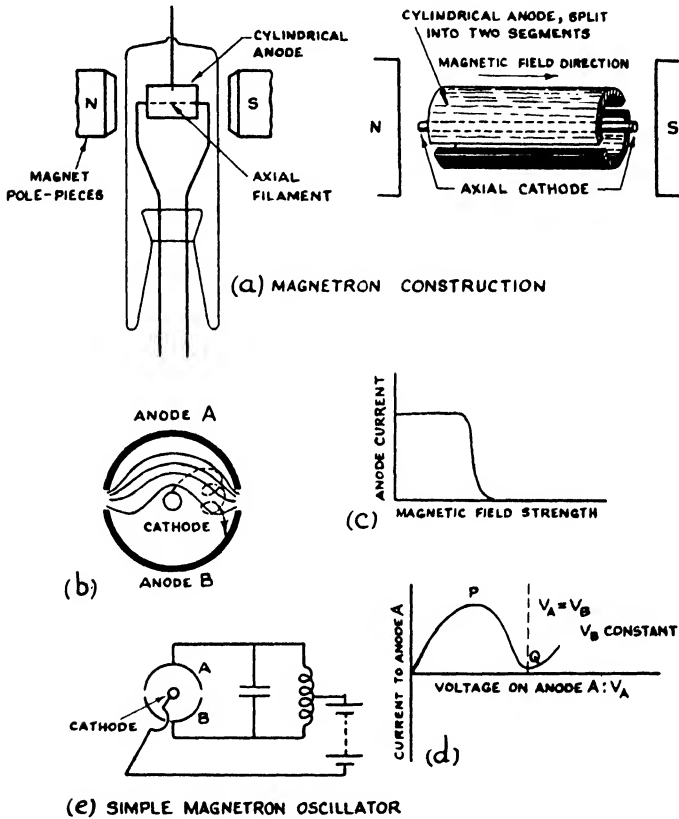 CYLINDRICAL
ANODE
N
S
MAGNET
POLE-PIECES
AXIAL
FILAMENT
CYLINDRICAL ANODE, SPLIT
INTO TWO SEGMENTS
MAGNETIC FIELD DIRECTION
N
S
AXIAL CATHODE
(a) MAGNETRON CONSTRUCTION
ANODE A
CATHODE
ANODE B
(b)
ANODE CURRENT
MAGNETIC FIELD STRENGTH
(c)
CURRENT TO ANODE A
P
Q
VA = VB
VB CONSTANT
VOLTAGE ON ANODE A: VA
(d)
A
B
CATHODE
(e) SIMPLE MAGNETRON OSCILLATOR